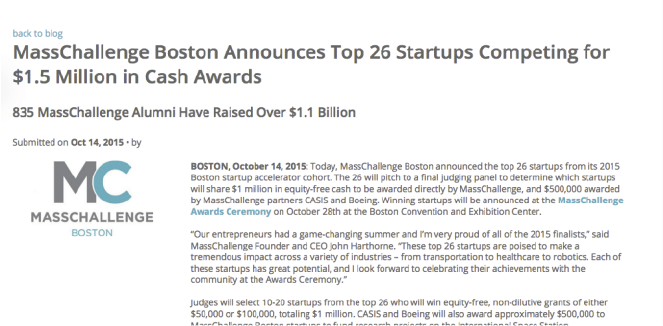 back to blog
MassChallenge Boston Announces Top 26 Startups Competing for
$1.5 Million in Cash Awards
835 MassChallenge Alumni Have Raised Over $1.1 Billion
Submitted on Oct 14, 2015 • by
MC
MASSCHALLENGE
BOSTON
BOSTON, October 14, 2015: Today, MassChallenge Boston announced the top 26 startups from its 2015
Boston startup accelerator cohort. The 26 will pitch to a final judging panel to determine which startups
will share $1 million in equity-free cash to be awarded directly by MassChallenge, and $500,000 awarded
by MassChallenge partners CASIS and Boeing. Winning startups will be announced at the MassChallenge
Awards Ceremony on October 28th at the Boston Convention and Exhibition Center.
“Our entrepreneurs had a game-changing summer and I’m very proud of all of the 2015 finalists,” said
MassChallenge Founder and CEO John Harthorne. “These top 26 startups are poised to make a
tremendous impact across a variety of industries – from transportation to healthcare to robotics. Each of
these startups has great potential, and I look forward to celebrating their achievements with the
community at the Awards Ceremony.”
Judges will select 10-20 startups from the top 26 who will win equity-free, non-dilutive grants of either
$50,000 or $100,000, totaling $1 million. CASIS and Boeing will also award approximately $500,000 to
MassChallenge Boston startups to fund research projects on the International Space Station